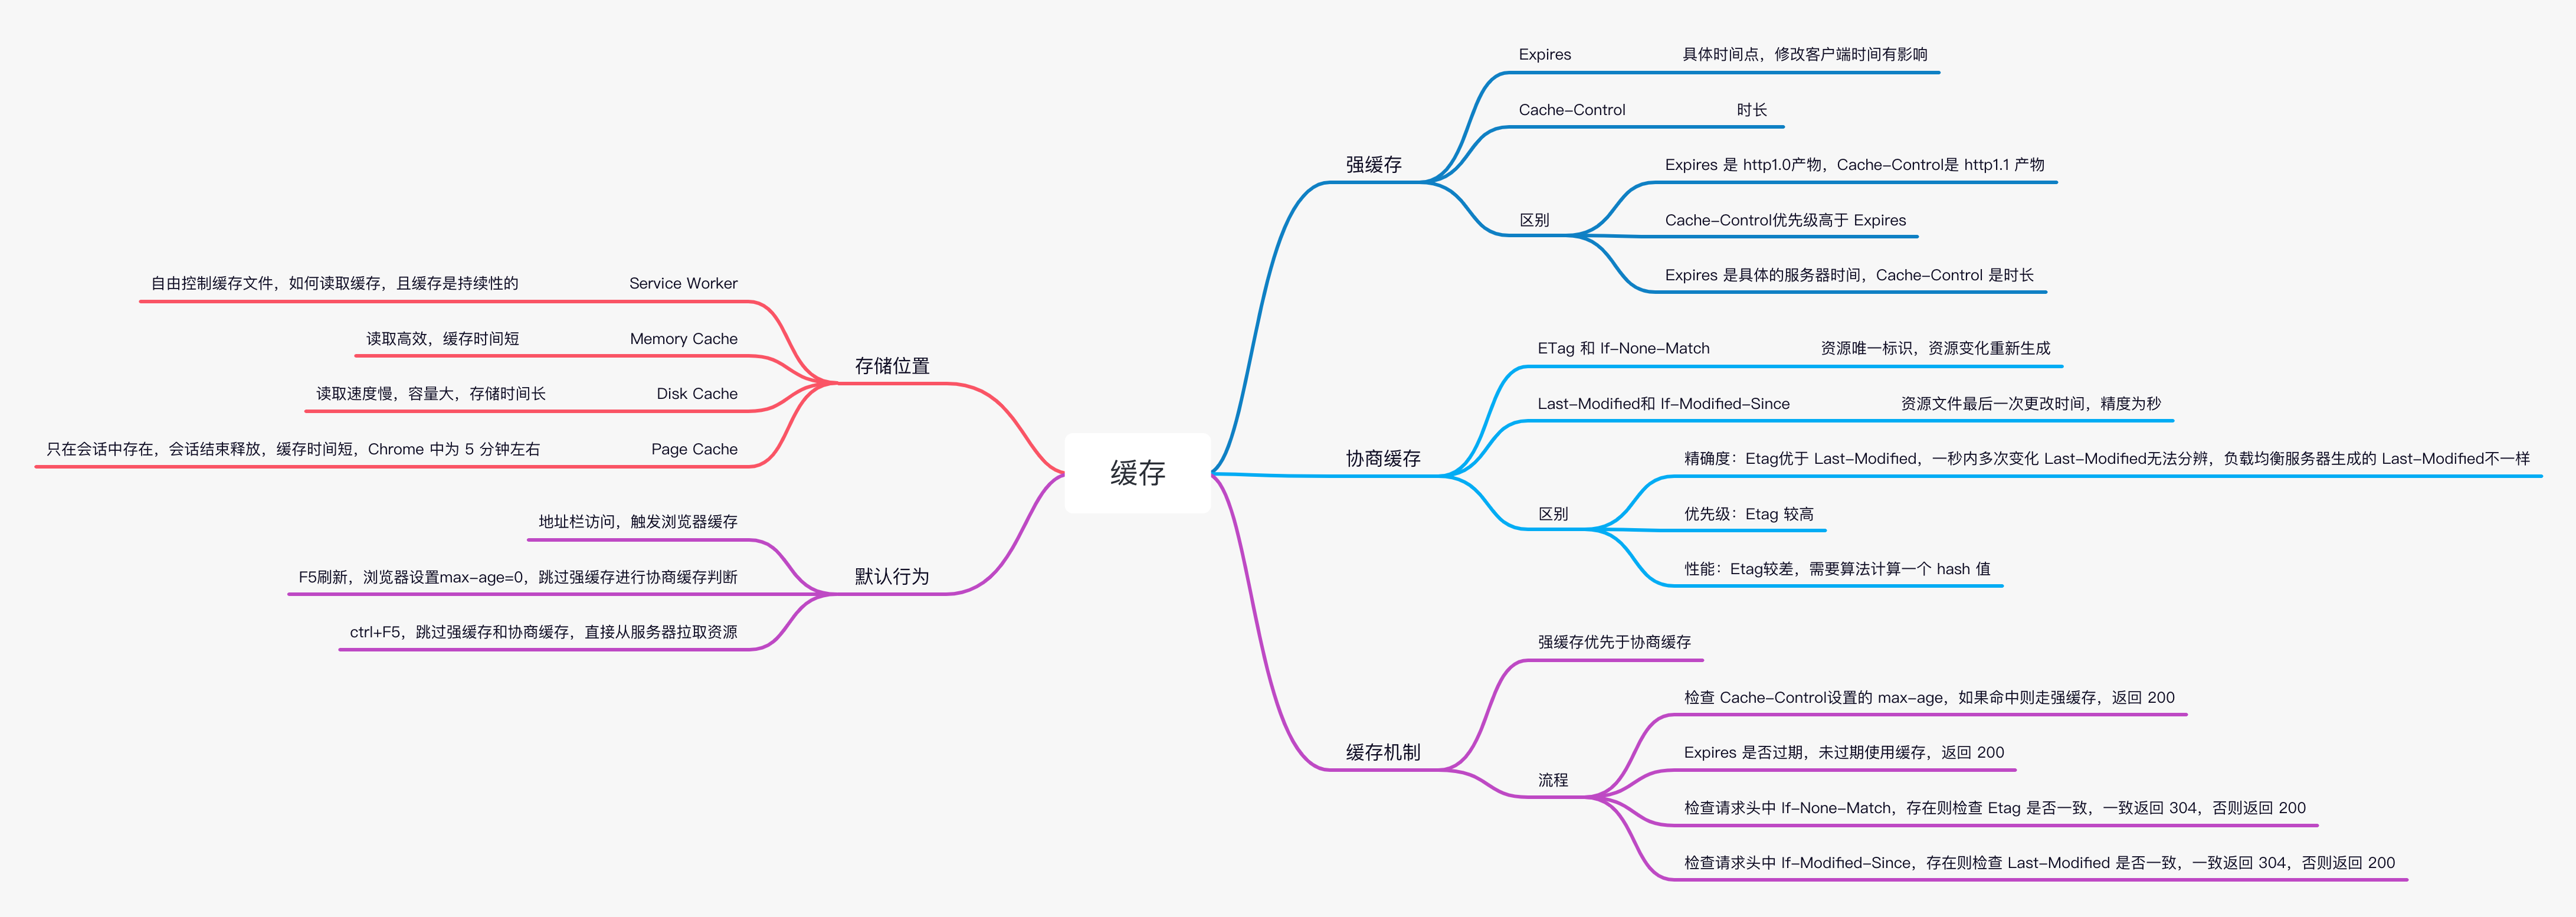 缓存
强缓存
Expires
具体时间点，修改客户端时间有影响
Cache-Control
时长
区别
Expires 是 http1.0产物，Cache-Control是 http1.1 产物
Cache-Control优先级高于 Expires
Expires 是具体的服务器时间，Cache-Control 是时长
协商缓存
ETag 和 If-None-Match
资源唯一标识，资源变化重新生成
Last-Modified和 If-Modified-Since
资源文件最后一次更改时间，精度为秒
区别
精确度：Etag优于 Last-Modified，一秒内多次变化 Last-Modified无法分辨，负载均衡服务器生成的 Last-Modified不一样
优先级：Etag 较高
性能：Etag较差，需要算法计算一个 hash 值
缓存机制
强缓存优先于协商缓存
流程
检查 Cache-Control设置的 max-age，如果命中则走强缓存，返回 200
Expires 是否过期，未过期使用缓存，返回 200
检查请求头中 If-None-Match，存在则检查 Etag 是否一致，一致返回 304，否则返回 200
检查请求头中 If-Modified-Since，存在则检查 Last-Modified 是否一致，一致返回 304，否则返回 200
存储位置
Service Worker
自由控制缓存文件，如何读取缓存，且缓存是持续性的
Memory Cache
读取高效，缓存时间短
Disk Cache
读取速度慢，容量大，存储时间长
Page Cache
只在会话中存在，会话结束释放，缓存时间短，Chrome 中为 5 分钟左右
默认行为
地址栏访问，触发浏览器缓存
F5刷新，浏览器设置max-age=0，跳过强缓存进行协商缓存判断
ctrl+F5，跳过强缓存和协商缓存，直接从服务器拉取资源